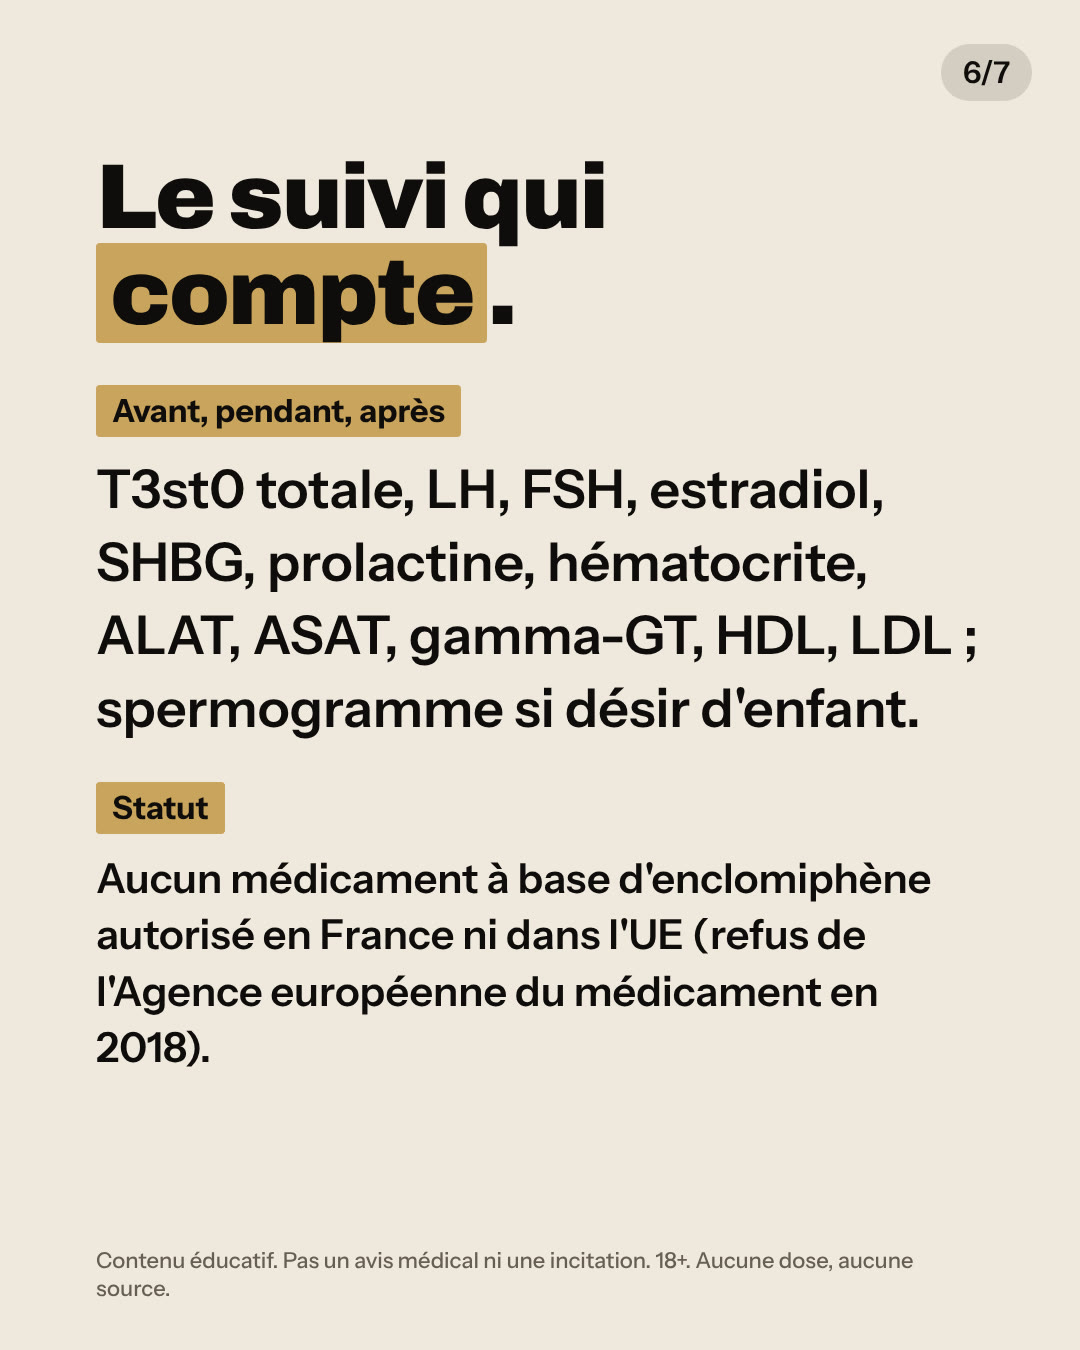 6/7
Le suivi qui
compte.
Avant, pendant, après
T3st0 totale, LH, FSH, estradiol,
SHBG, prolactine, hématocrite,
ALAT, ASAT, gamma-GT, HDL, LDL ;
spermogramme si désir d'enfant.
Statut
Aucun médicament à base d'enclomiphène
autorisé en France ni dans l'UE (refus de
l'Agence européenne du médicament en
2018).
Contenu éducatif. Pas un avis médical ni une incitation. 18+. Aucune dose, aucune
source.